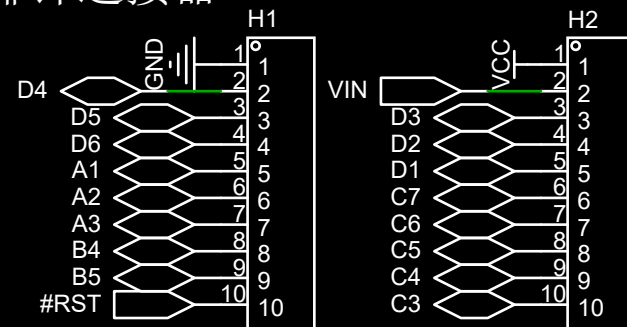 H1
GND 1 1
D4 2 2
D5 3 3
D6 4 4
A1 5 5
A2 6 6
A3 7 7
B4 8 8
B5 9 9
#RST 10 10
H2
VCC 1 1
VIN 2 2
D3 3 3
D2 4 4
D1 5 5
C7 6 6
C6 7 7
C5 8 8
C4 9 9
C3 10 10